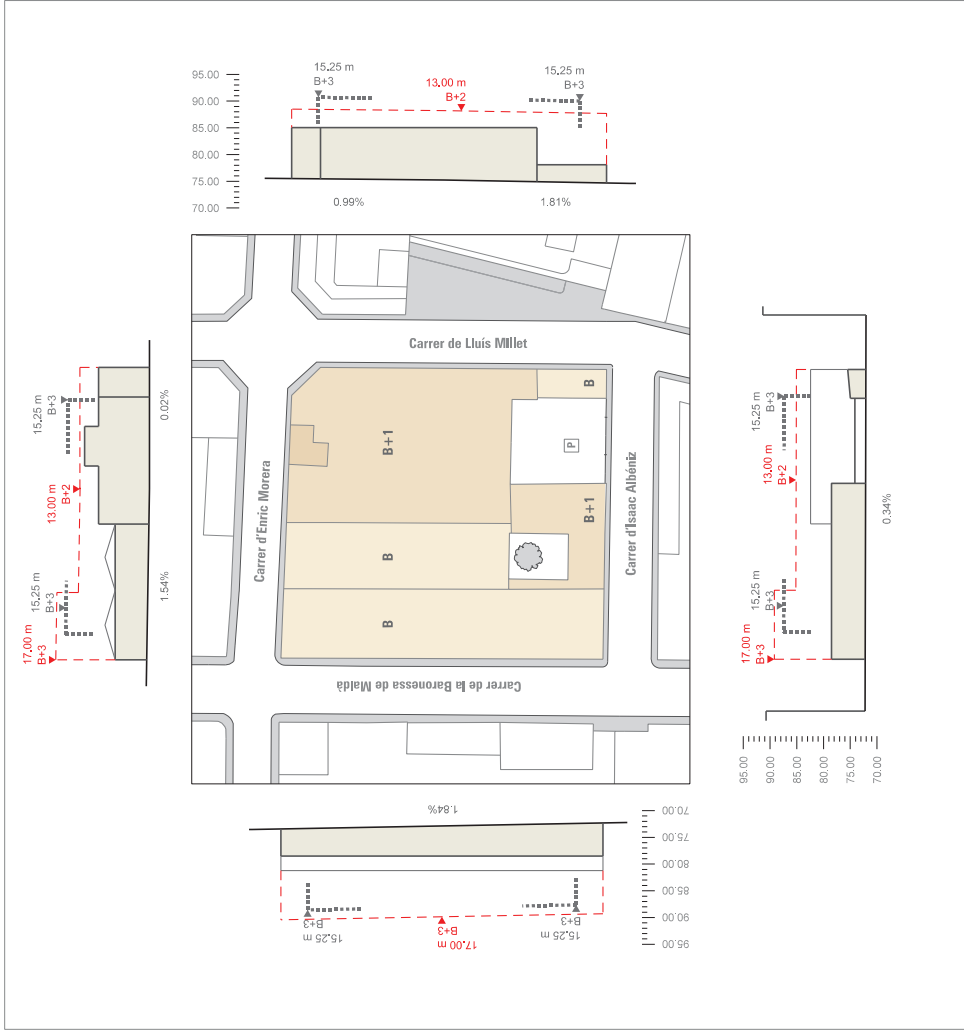 15.25 m
B+3
13.00 m
B+2
15.25 m
B+3
95.00
90.00
85.00
80.00
75.00
70.00
0.99%
1.81%
Carrer de Lluís Millet
B
B+1
P
B+1
B
B
Carrer d'Enric Morera
Carrer d'Isaac Albéniz
Carrer de la Baronessa de Maldà
15.25 m
B+3
0.02%
13.00 m
B+2
15.25 m
B+3
1.54%
17.00 m
B+3
15.25 m
B+3
13.00 m
B+2
0.34%
15.25 m
B+3
17.00 m
B+3
95.00
90.00
85.00
80.00
75.00
70.00
1.84%
70.00
75.00
80.00
85.00
90.00
95.00
B+3
15.25 m
B+3
17.00 m
B+3
15.25 m